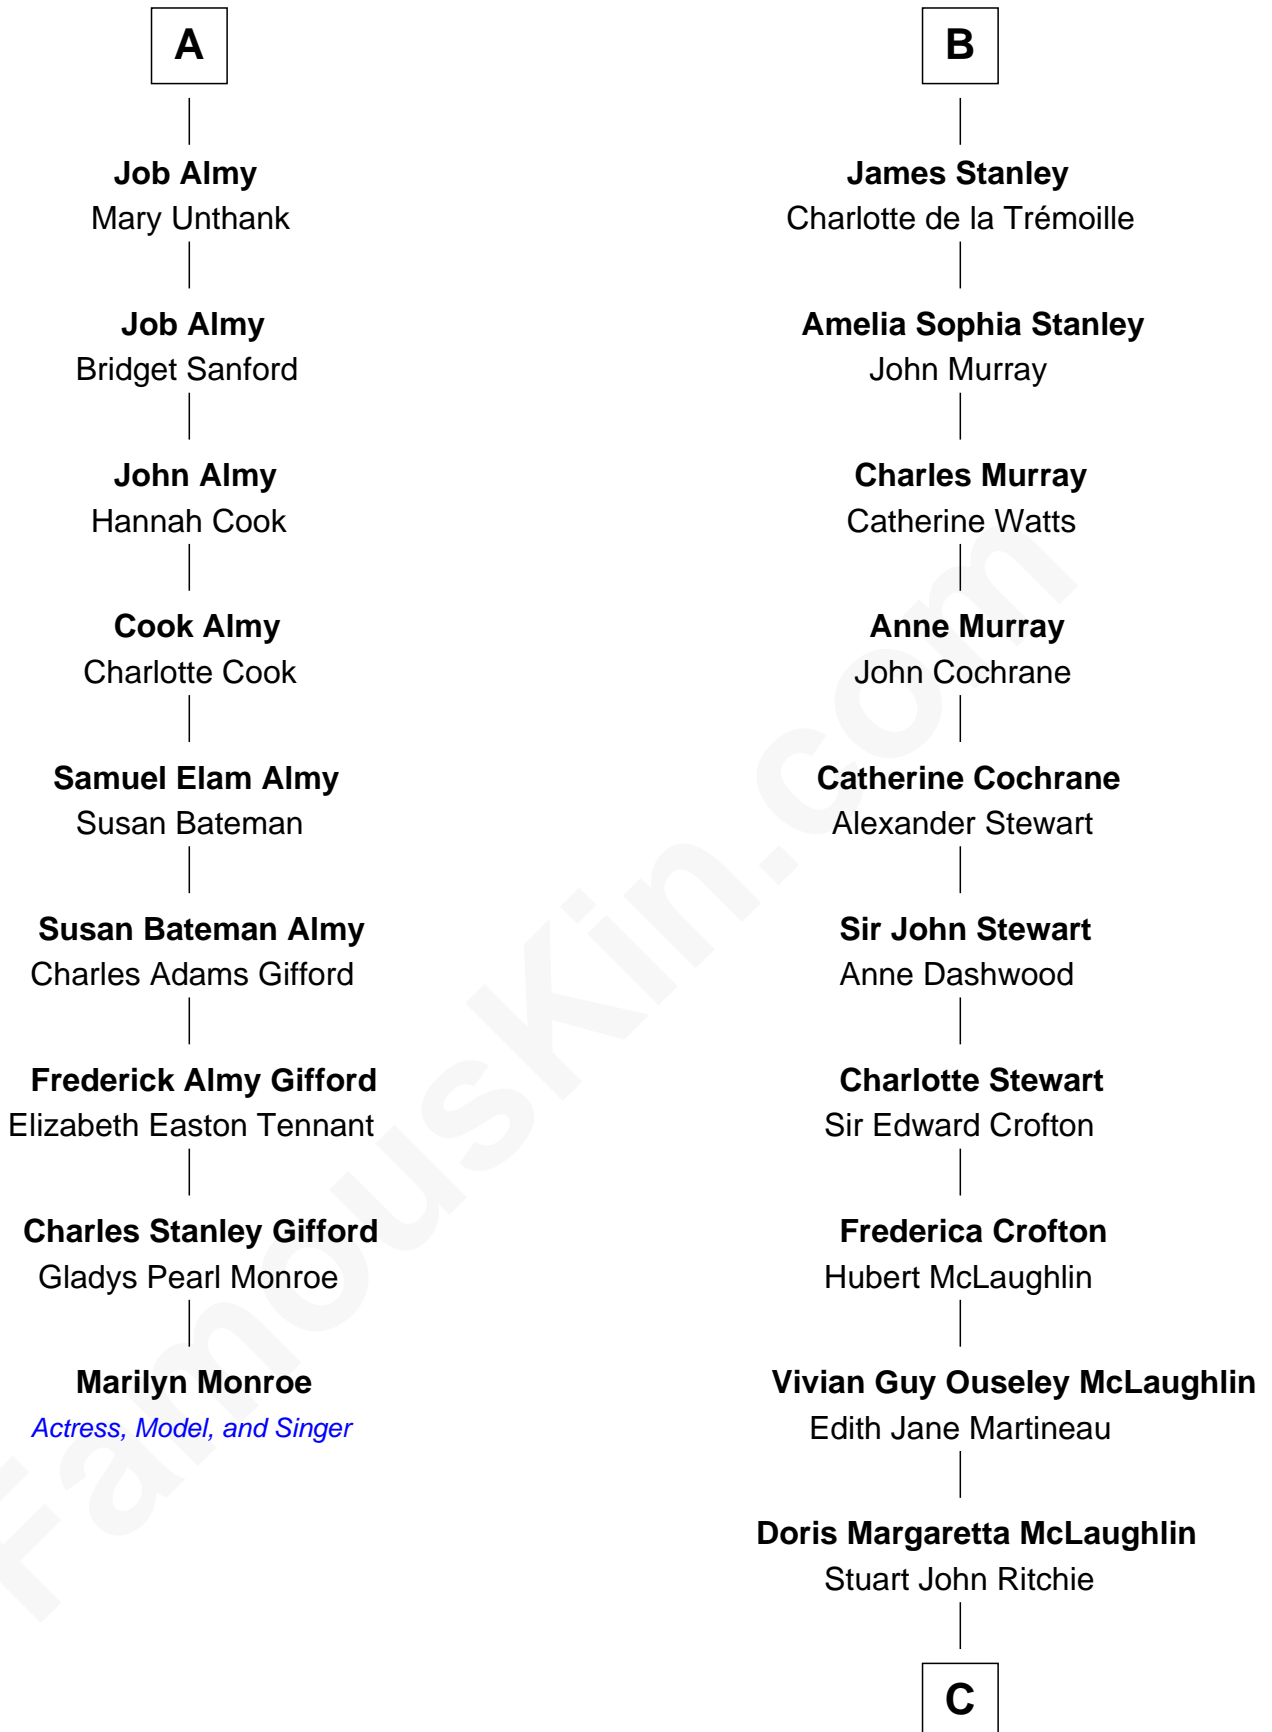 A
Job Almy
Mary Unthank
Job Almy
Bridget Sanford
John Almy
Hannah Cook
Cook Almy
Charlotte Cook
Samuel Elam Almy
Susan Bateman
Susan Bateman Almy
Charles Adams Gifford
Frederick Almy Gifford
Elizabeth Easton Tennant
Charles Stanley Gifford
Gladys Pearl Monroe
Marilyn Monroe
Actress, Model, and Singer
B
James Stanley
Charlotte de la Trémoille
Amelia Sophia Stanley
John Murray
Charles Murray
Catherine Watts
Anne Murray
John Cochrane
Catherine Cochrane
Alexander Stewart
Sir John Stewart
Anne Dashwood
Charlotte Stewart
Sir Edward Crofton
Frederica Crofton
Hubert McLaughlin
Vivian Guy Ouseley McLaughlin
Edith Jane Martineau
Doris Margaretta McLaughlin
Stuart John Ritchie
C
FamousKin.com